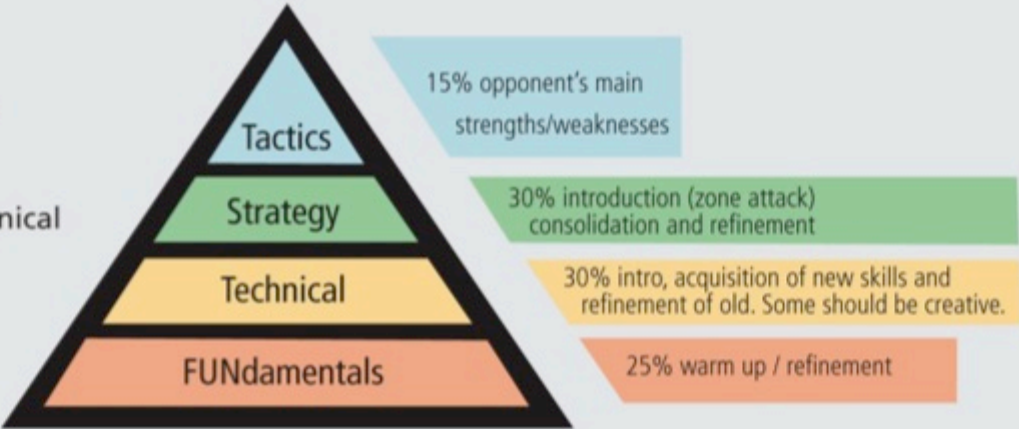 Tactics
15% opponent's main
strengths/weaknesses
Strategy
30% introduction (zone attack)
consolidation and refinement
Technical
30% intro, acquisition of new skills and
refinement of old. Some should be creative.
FUNdamentals
25% warm up / refinement